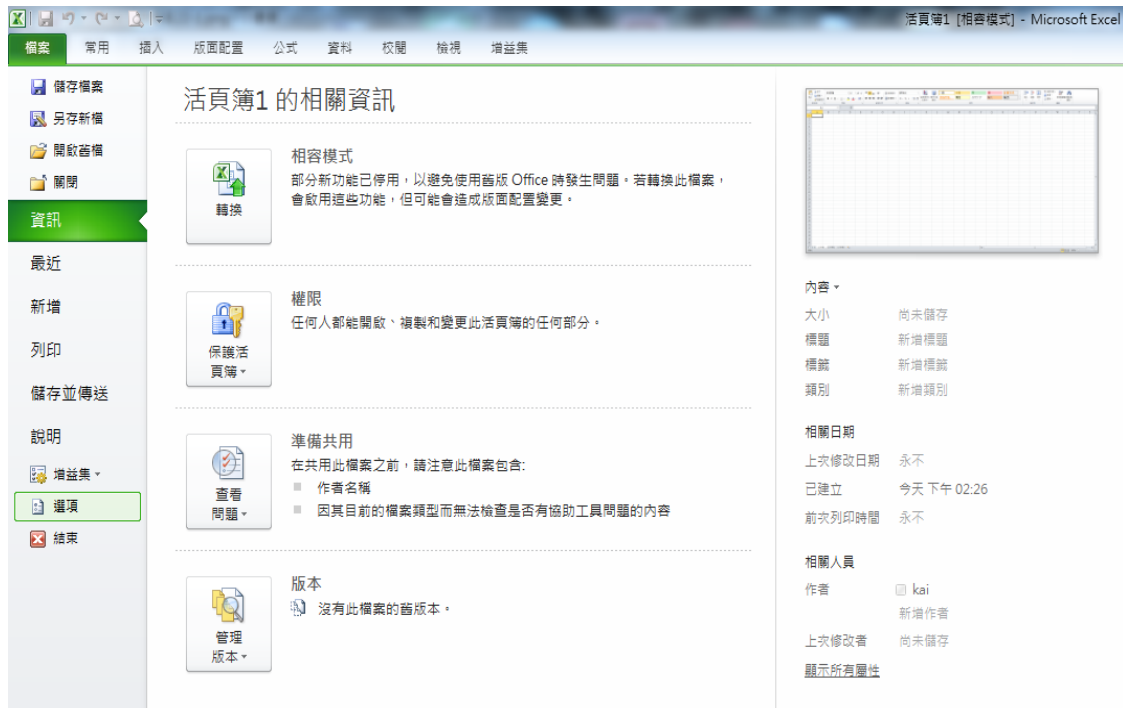 活頁簿1 [相容模式] - Microsoft Excel
檔案 常用 插入 版面配置 公式 資料 校閱 檢視 增益集
儲存檔案
另存新檔
開啟舊檔
關閉
資訊
最近
新增
列印
儲存並傳送
說明
增益集
選項
結束
活頁簿1 的相關資訊
轉換
相容模式
部分新功能已停用，以避免使用舊版 Office 時發生問題。若轉換此檔案，
會啟用這些功能，但可能會造成版面配置變更。
保護活
頁簿
權限
任何人都能開啟、複製和變更此活頁簿的任何部分。
查看
問題
準備共用
在共用此檔案之前，請注意此檔案包含:
作者名稱
因其目前的檔案類型而無法檢查是否有協助工具問題的內容
管理
版本
版本
沒有此檔案的舊版本。
內容
大小 尚未儲存
標題 新增標題
標籤 新增標籤
類別 新增類別
相關日期
上次修改日期 永不
已建立 今天 下午 02:26
前次列印時間 永不
相關人員
作者 kai
新增作者
上次修改者 尚未儲存
顯示所有屬性